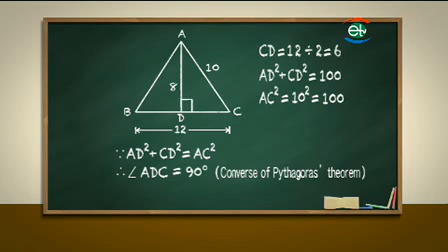 etv
A
10
8
B
D
C
12
CD=12÷2=6
AD²+CD²=100
AC²=10²=100
∵AD²+CD²=AC²
∴∠ADC=90° (Converse of Pythagoras' theorem)